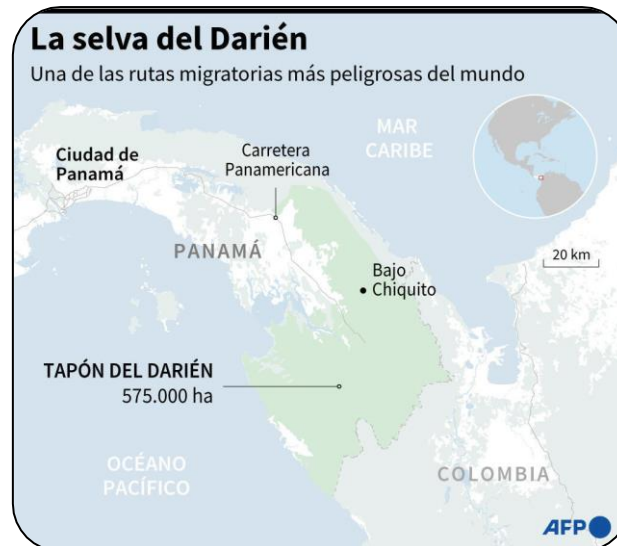 La selva del Darién
Una de las rutas migratorias más peligrosas del mundo
MAR
CARIBE
Ciudad de
Panamá
Carretera
Panamericana
PANAMÁ
20 km
Bajo
Chiquito
TAPÓN DEL DARIÉN
575.000 ha
OCÉANO
PACÍFICO
COLOMBIA
AFP